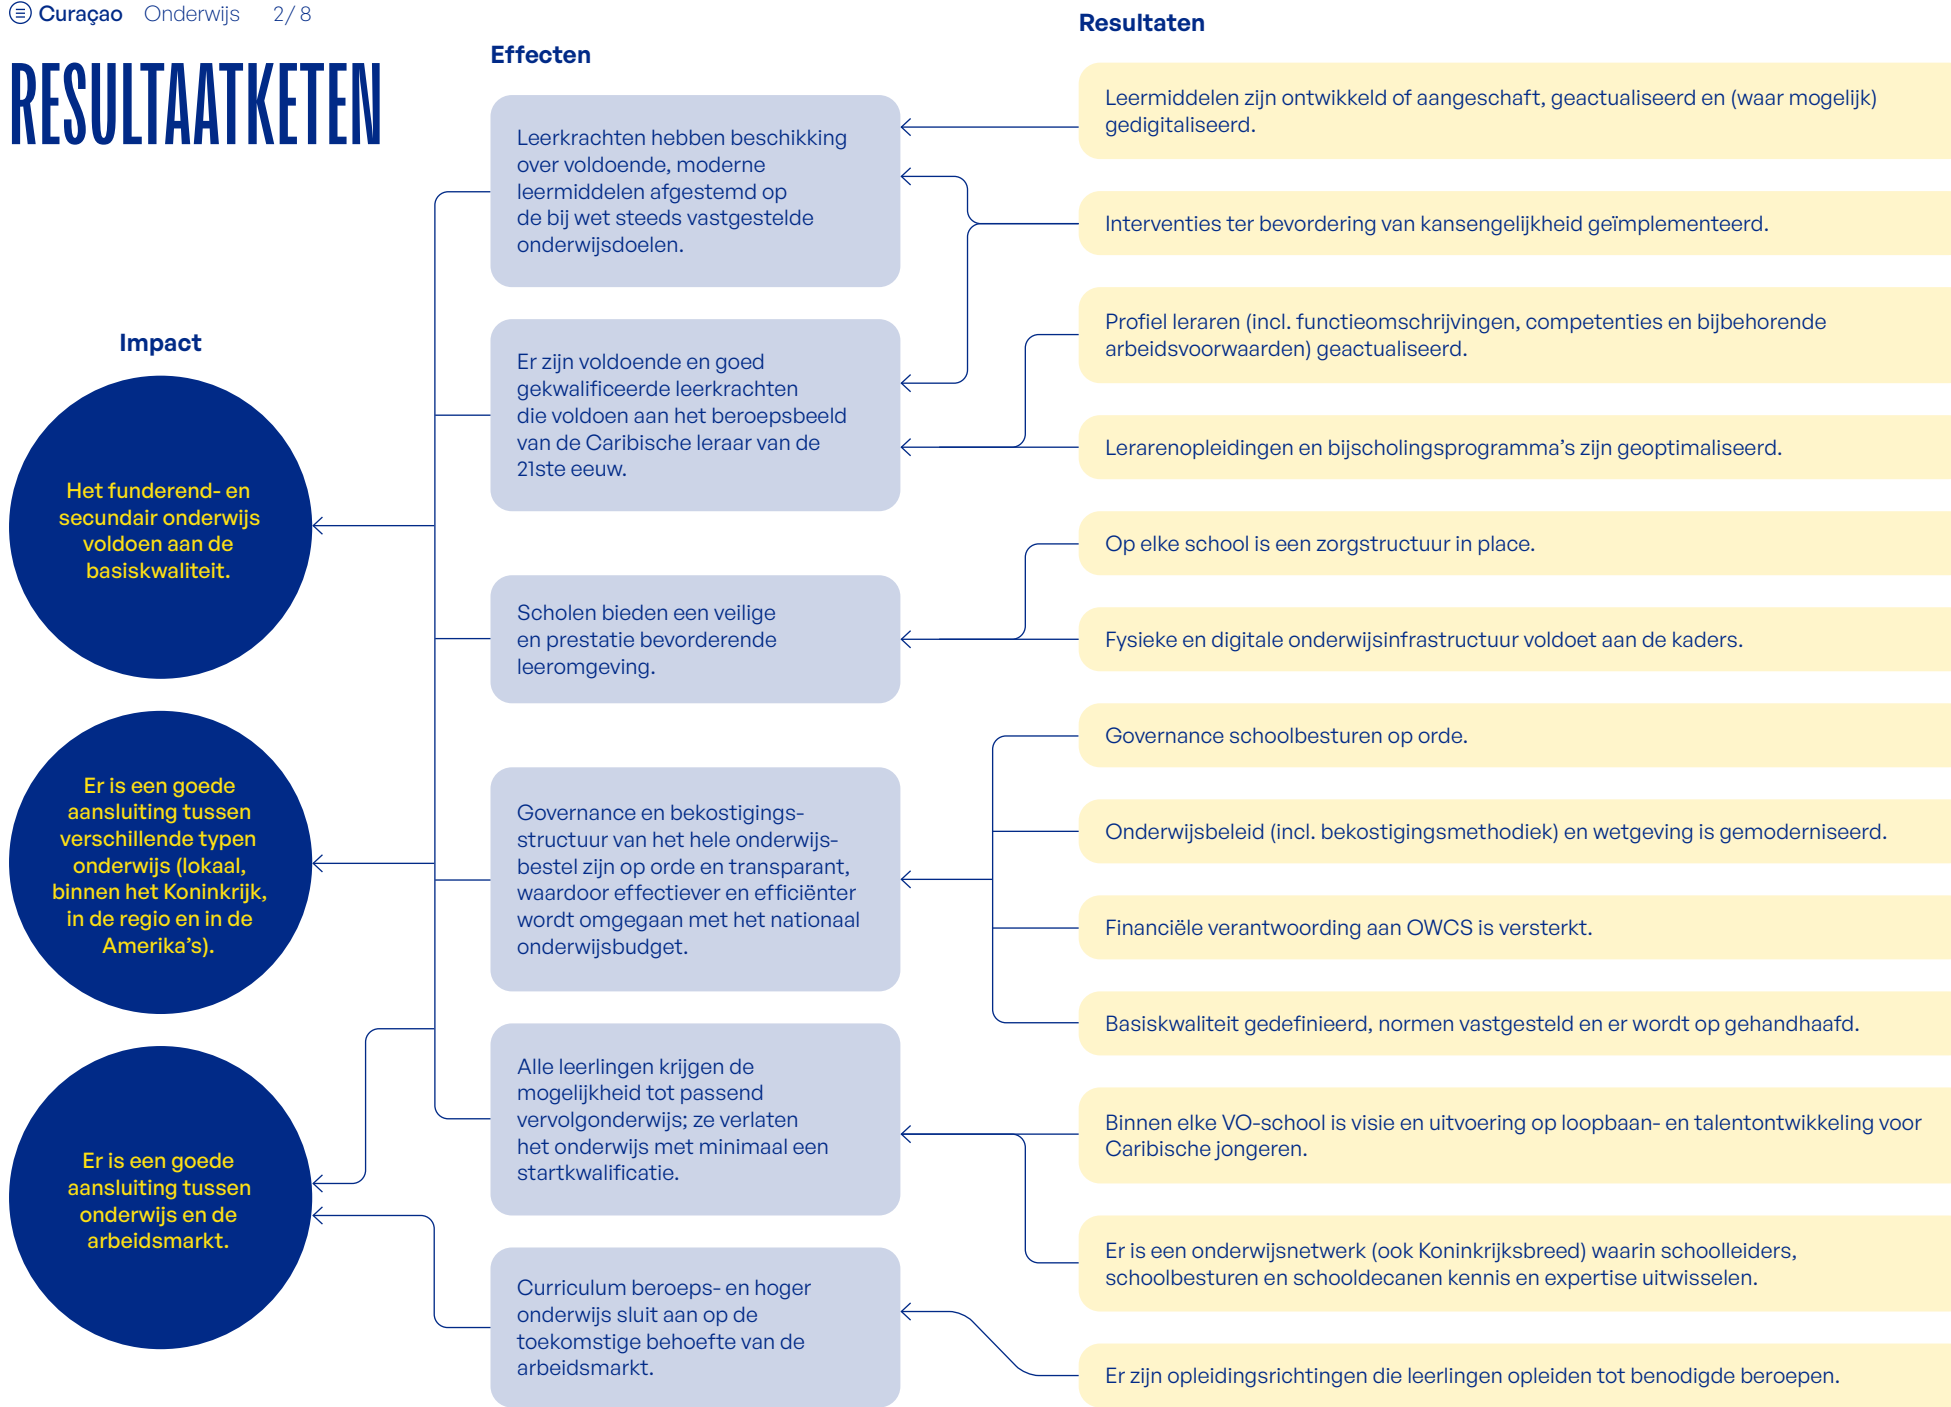 Curaçao Onderwijs 2/8
RESULTAATKETEN
Impact
Het funderend- en
secundair onderwijs
voldoen aan de
basiskwaliteit.
Er is een goede
aansluiting tussen
verschillende typen
onderwijs (lokaal,
binnen het Koninkrijk,
in de regio en in de
Amerika’s).
Er is een goede
aansluiting tussen
onderwijs en de
arbeidsmarkt.
Effecten
Leerkrachten hebben beschikking
over voldoende, moderne
leermiddelen afgestemd op
de bij wet steeds vastgestelde
onderwijsdoelen.
Er zijn voldoende en goed
gekwalificeerde leerkrachten
die voldoen aan het beroepsbeeld
van de Caribische leraar van de
21ste eeuw.
Scholen bieden een veilige
en prestatie bevorderende
leeromgeving.
Governance en bekostigings-
structuur van het hele onderwijs-
bestel zijn op orde en transparant,
waardoor effectiever en efficiënter
wordt omgegaan met het nationaal
onderwijsbudget.
Alle leerlingen krijgen de
mogelijkheid tot passend
vervolgonderwijs; ze verlaten
het onderwijs met minimaal een
startkwalificatie.
Curriculum beroeps- en hoger
onderwijs sluit aan op de
toekomstige behoefte van de
arbeidsmarkt.
Resultaten
Leermiddelen zijn ontwikkeld of aangeschaft, geactualiseerd en (waar mogelijk)
gedigitaliseerd.
Interventies ter bevordering van kansengelijkheid geïmplementeerd.
Profiel leraren (incl. functieomschrijvingen, competenties en bijbehorende
arbeidsvoorwaarden) geactualiseerd.
Lerarenopleidingen en bijscholingsprogramma’s zijn geoptimaliseerd.
Op elke school is een zorgstructuur in place.
Fysieke en digitale onderwijsinfrastructuur voldoet aan de kaders.
Governance schoolbesturen op orde.
Onderwijsbeleid (incl. bekostigingsmethodiek) en wetgeving is gemoderniseerd.
Financiële verantwoording aan OWCS is versterkt.
Basiskwaliteit gedefinieerd, normen vastgesteld en er wordt op gehandhaafd.
Binnen elke VO-school is visie en uitvoering op loopbaan- en talentontwikkeling voor
Caribische jongeren.
Er is een onderwijsnetwerk (ook Koninkrijksbreed) waarin schoolleiders,
schoolbesturen en schooldecanen kennis en expertise uitwisselen.
Er zijn opleidingsrichtingen die leerlingen opleiden tot benodigde beroepen.